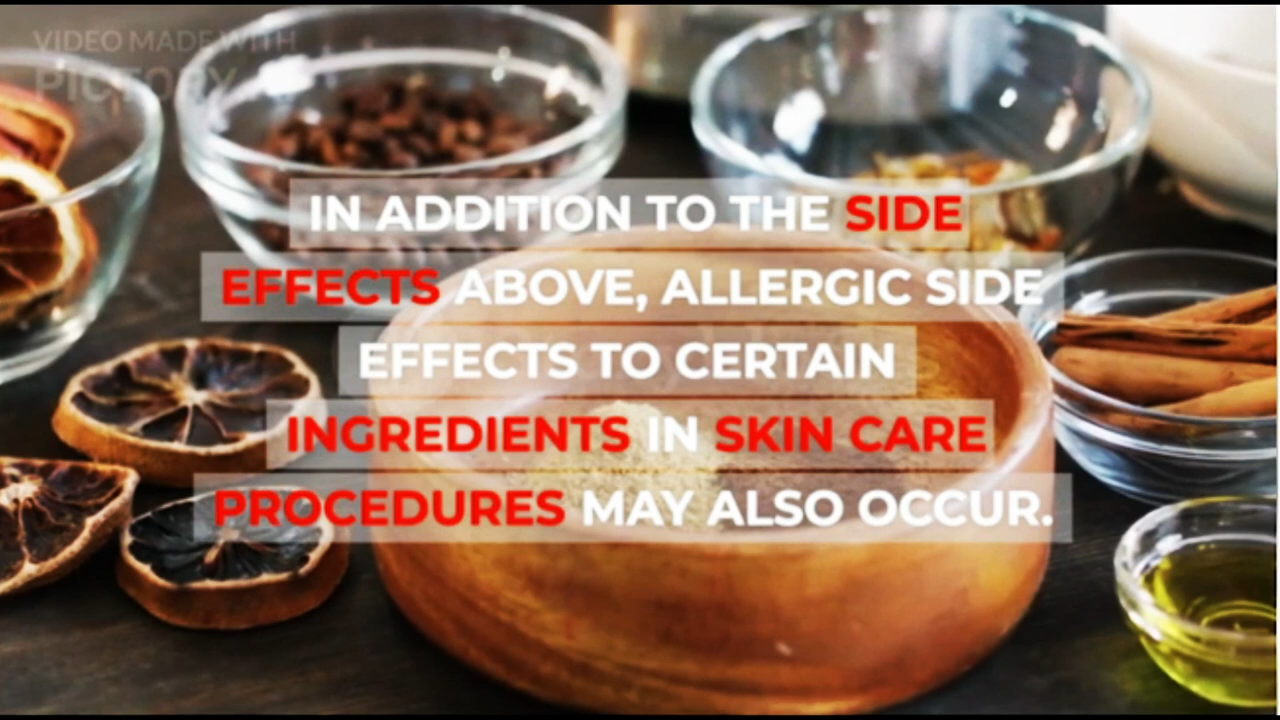 VIDEO MADE WITH
PICTORY
IN ADDITION TO THE SIDE
EFFECTS ABOVE, ALLERGIC SIDE
EFFECTS TO CERTAIN
INGREDIENTS IN SKIN CARE
PROCEDURES MAY ALSO OCCUR.